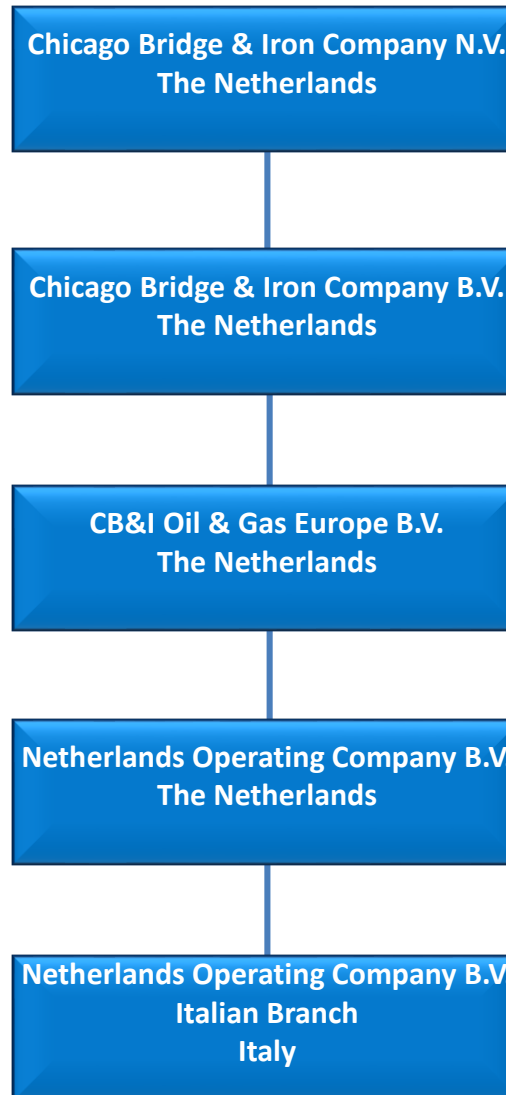 Chicago Bridge & Iron Company N.V.
The Netherlands
Chicago Bridge & Iron Company B.V.
The Netherlands
CB&I Oil & Gas Europe B.V.
The Netherlands
Netherlands Operating Company B.V
The Netherlands
Netherlands Operating Company B.V
Italian Branch
Italy